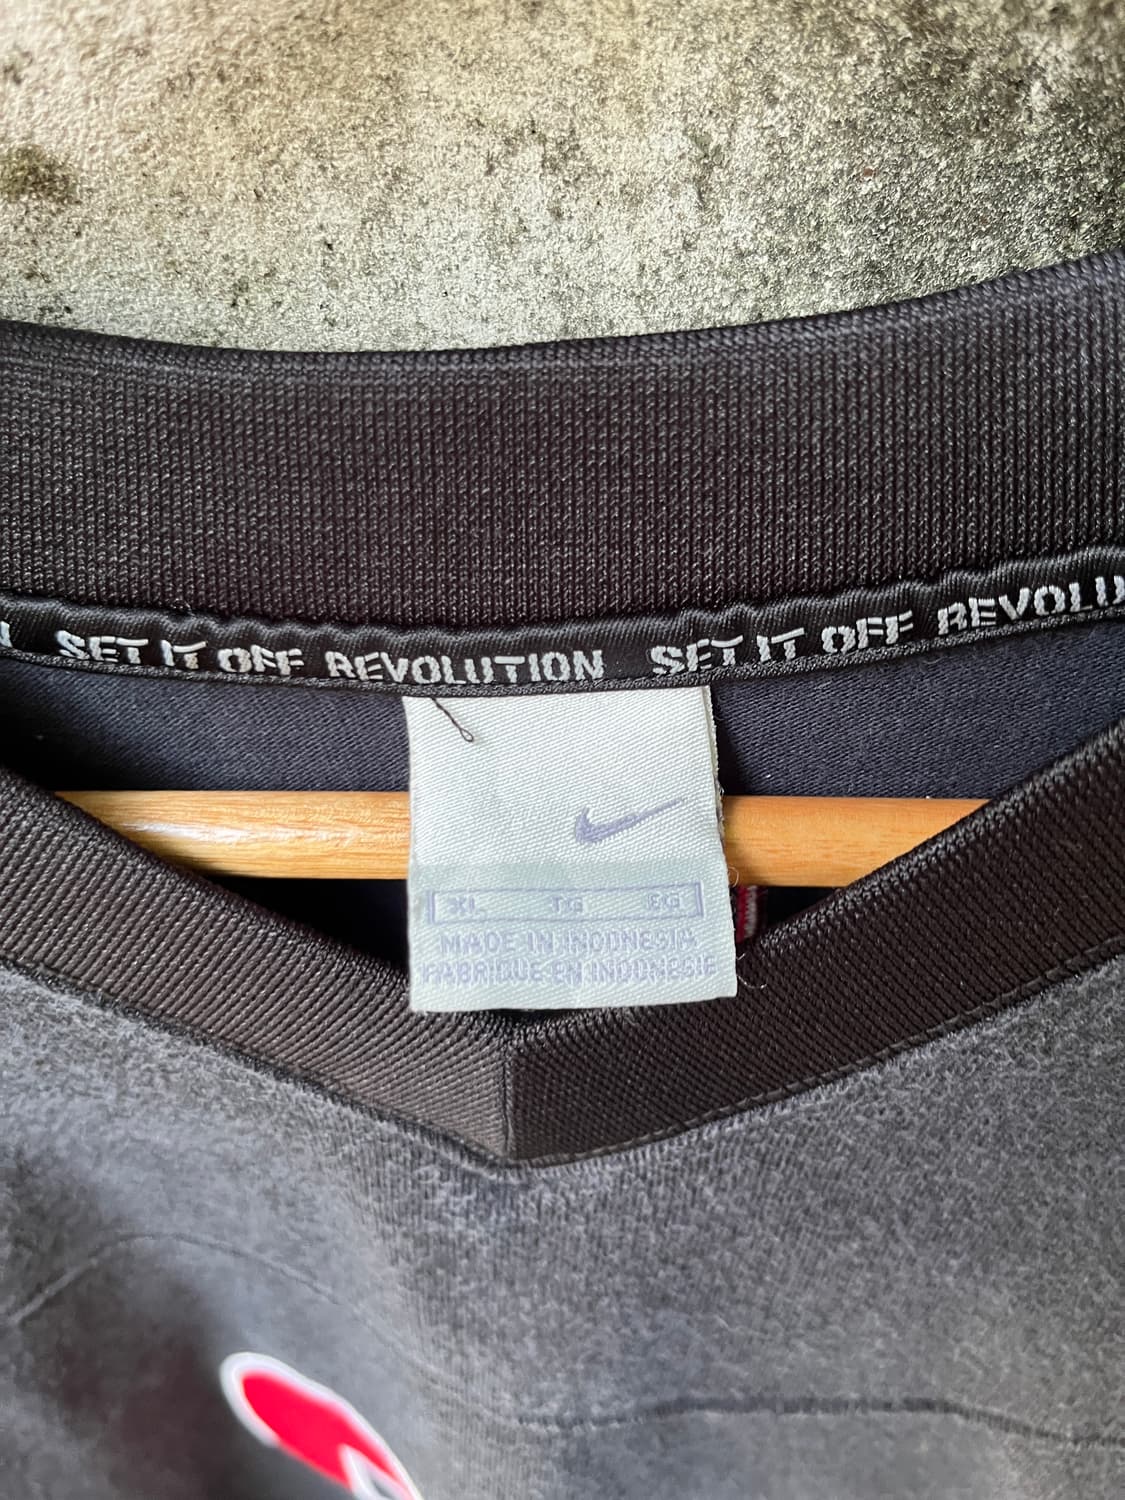 SET IT OFF REVOLUTION SET IT OFF REVOLU
XL TG EG
MADE IN INDONESIA
FABRIQUE EN INDONESIE